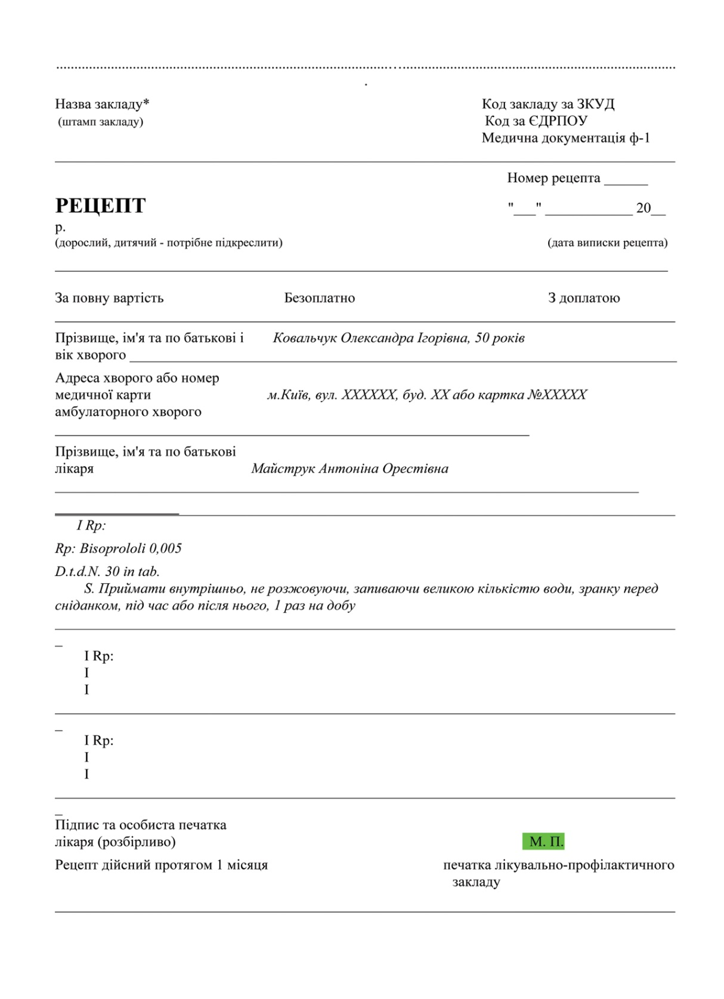 Назва закладу* Код закладу за ЗКУД
(штамп закладу) Код за ЄДРПОУ
Медична документація ф-1
Номер рецепта ______
РЕЦЕПТ "___" ____________ 20__
р.
(дорослий, дитячий - потрібне підкреслити) (дата виписки рецепта)
За повну вартість Безоплатно З доплатою
Прізвище, ім'я та по батькові і Ковальчук Олександра Ігорівна, 50 років
вік хворого
Адреса хворого або номер
медичної карти м.Київ, вул. XXXXXX, буд. XX або картка №XXXXX
амбулаторного хворого
Прізвище, ім'я та по батькові
лікаря Майструк Антоніна Орестівна
I Rp:
Rp: Bisoprololi 0,005
D.t.d.N. 30 in tab.
S. Приймати внутрішньо, не розжовуючи, запиваючи великою кількістю води, зранку перед
сніданком, під час або після нього, 1 раз на добу
I Rp:
I
I
I Rp:
I
I
Підпис та особиста печатка
лікаря (розбірливо) М. П.
Рецепт дійсний протягом 1 місяця печатка лікувально-профілактичного
закладу